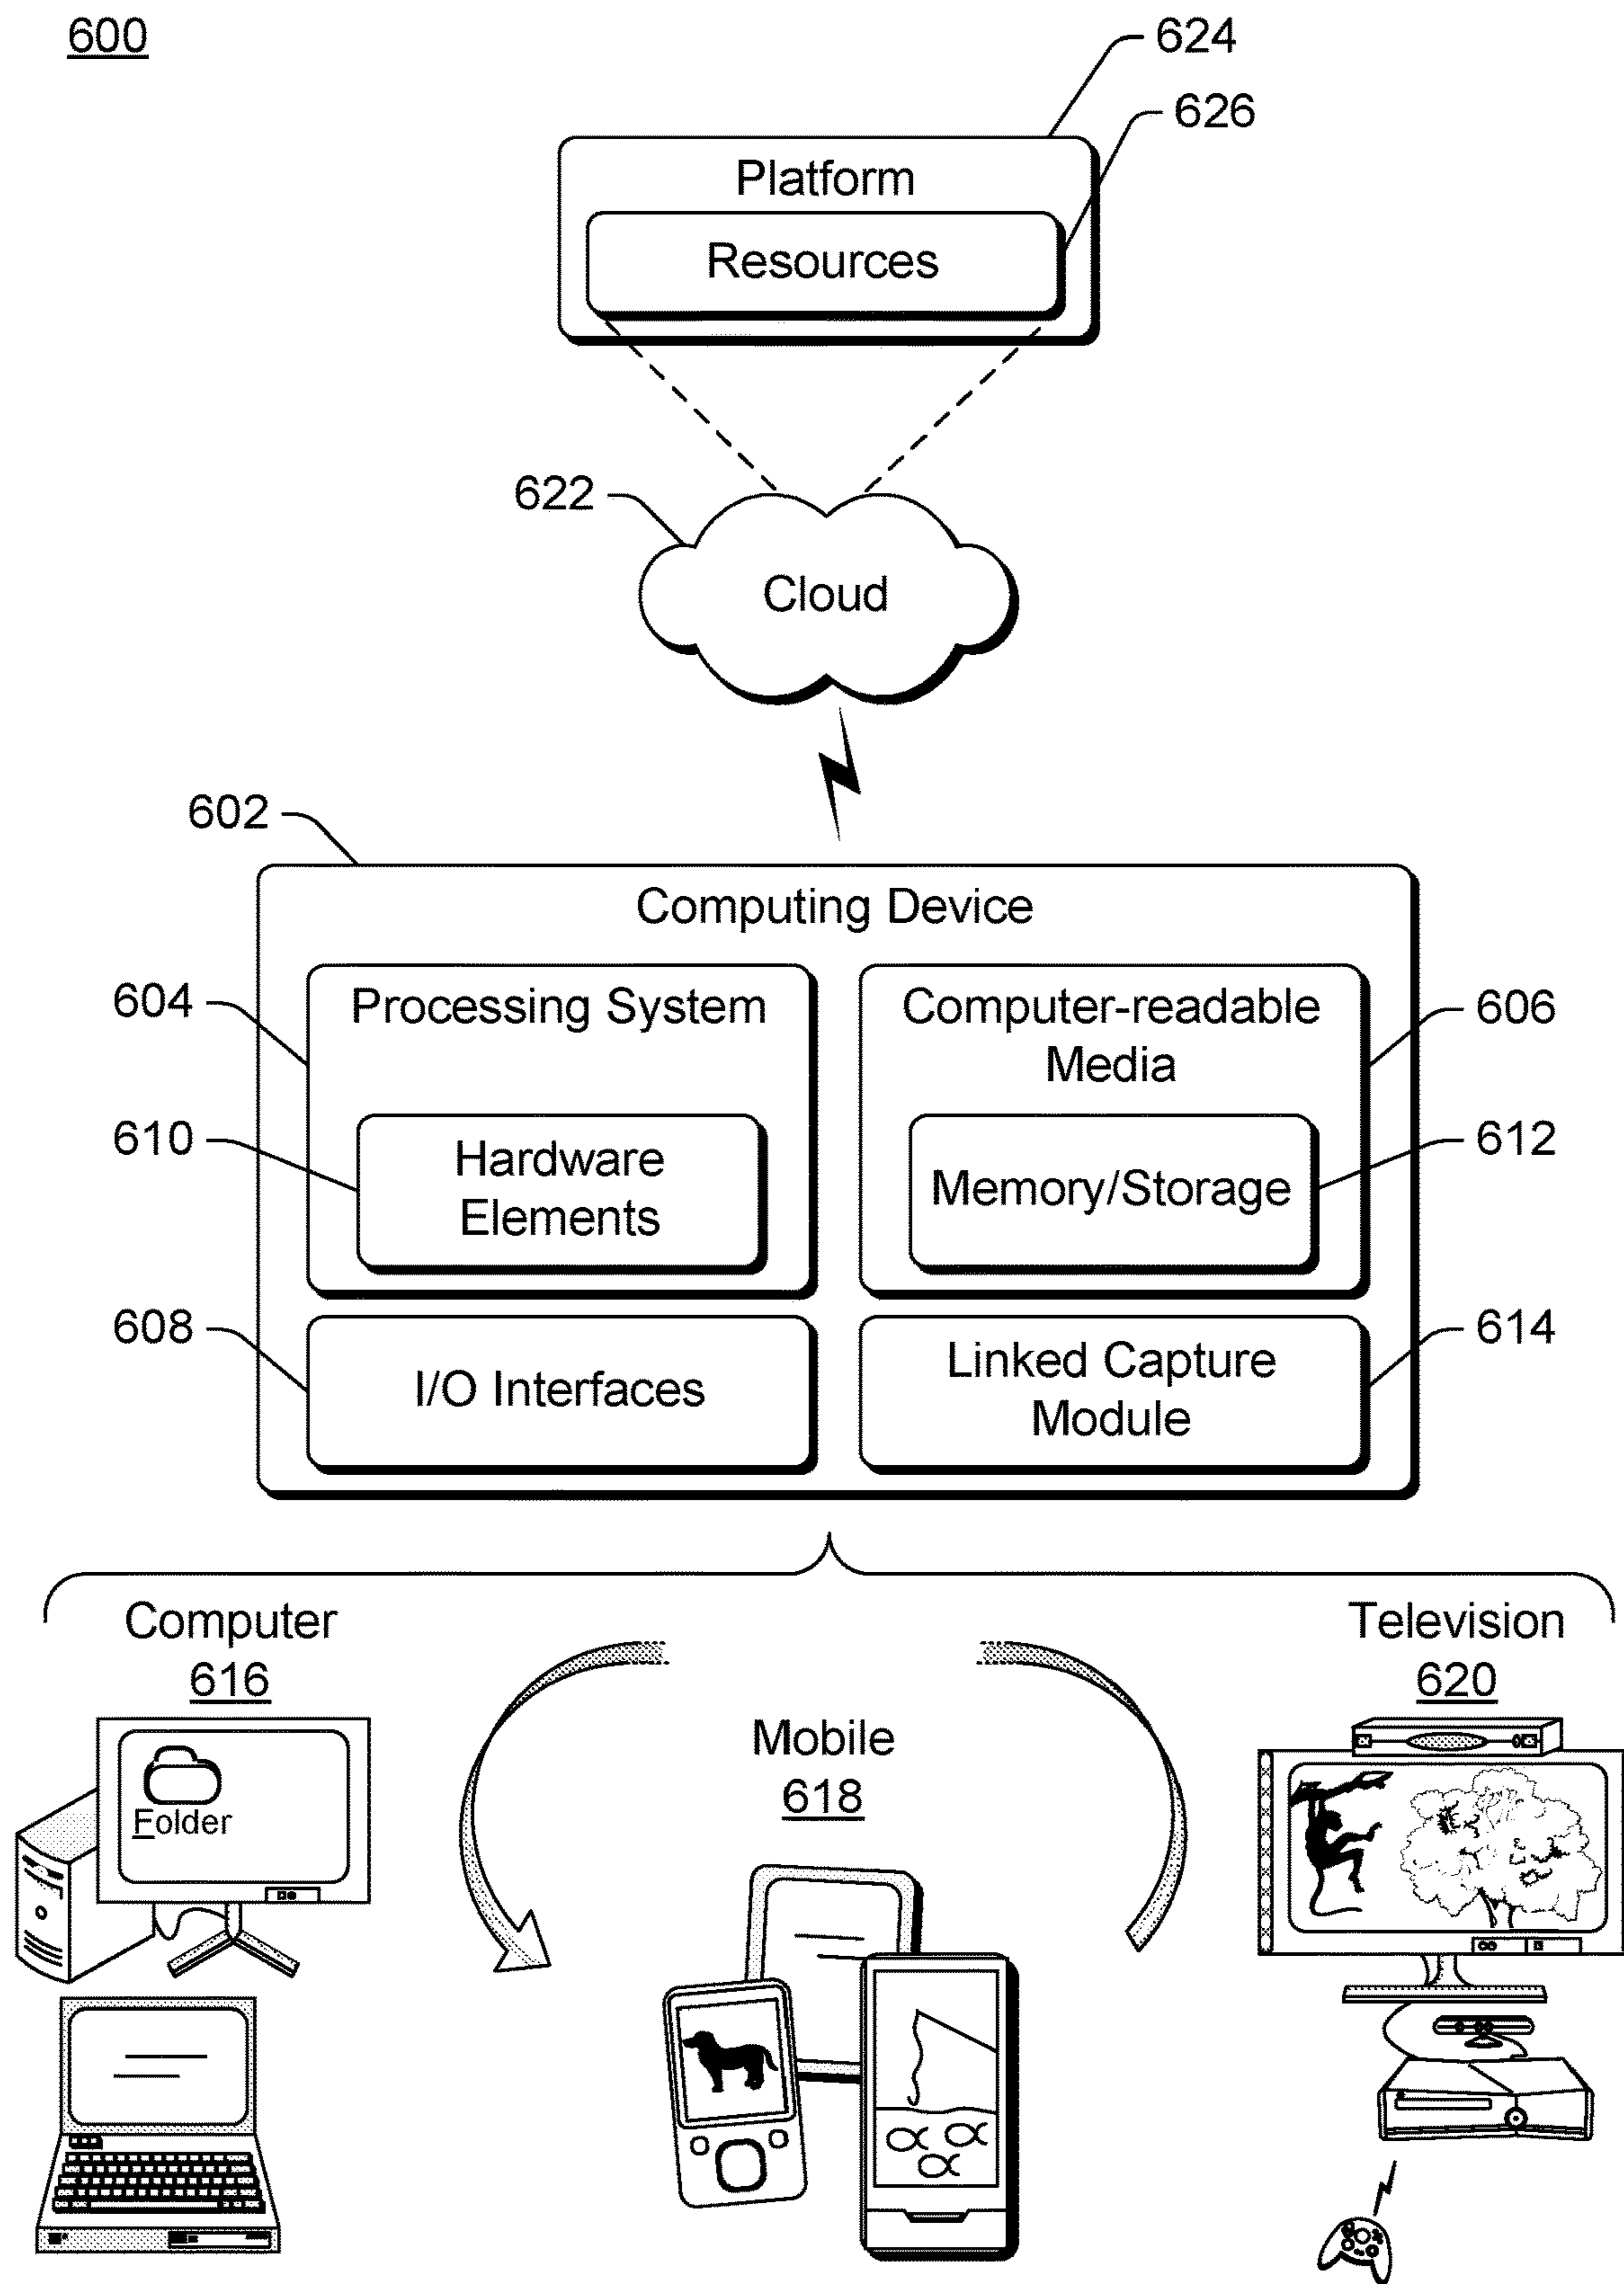 600
624
626
Platform
Resources
622
Cloud
602
Computing Device
604
Processing System
Computer-readable
Media
606
610
Hardware
Elements
Memory/Storage
612
608
I/O Interfaces
Linked Capture
Module
614
Computer
616
Folder
Mobile
618
Television
620